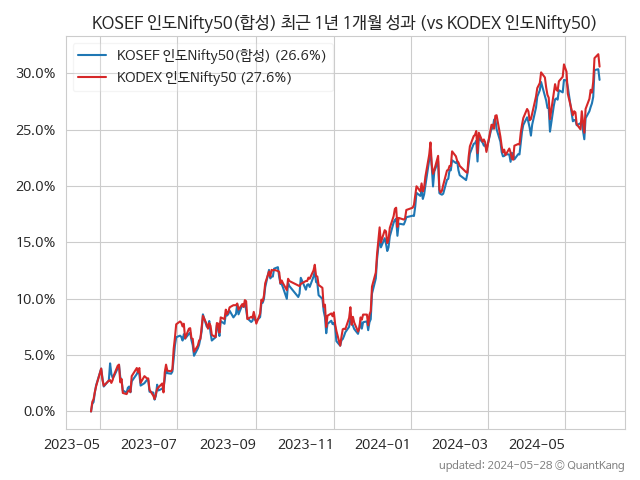 KOSEF 인도Nifty50(합성) 최근 1년 1개월 성과 (vs KODEX 인도Nifty50)
KOSEF 인도Nifty50(합성) (26.6%)
KODEX 인도Nifty50 (27.6%)
30.0%
25.0%
20.0%
15.0%
10.0%
5.0%
0.0%
2023-05 2023-07 2023-09 2023-11 2024-01 2024-03 2024-05
updated: 2024-05-28 © QuantKang